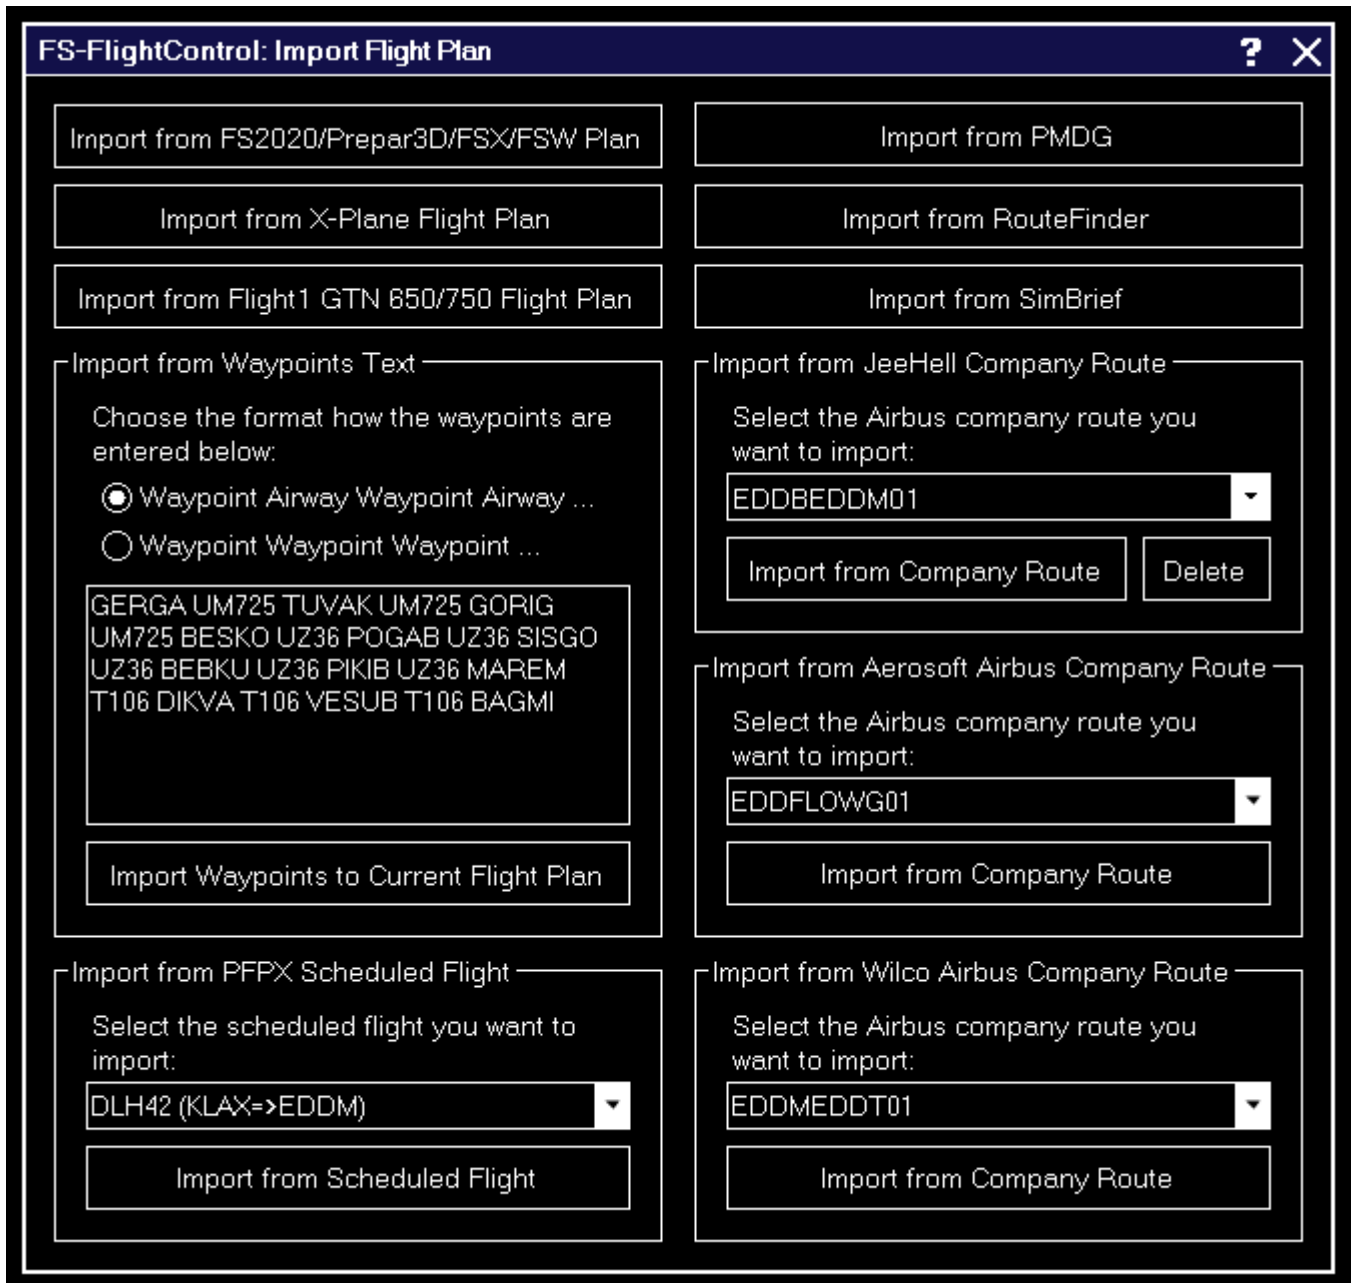 FS-FlightControl: Import Flight Plan ?
Import from FS2020/Prepar3D/FSX/FSW Plan
Import from X-Plane Flight Plan
Import from Flight1 GTN 650/750 Flight Plan
Import from Waypoints Text
Choose the format how the waypoints are
entered below:
Waypoint Airway Waypoint Airway ...
Waypoint Waypoint Waypoint ...
GERGA UM725 TUVAK UM725 GORIG
UM725 BESKO UZ36 POGAB UZ36 SISGO
UZ36 BEBKU UZ36 PIKIB UZ36 MAREM
T106 DIKVA T106 VESUB T106 BAGMI
Import Waypoints to Current Flight Plan
Import from PFPX Scheduled Flight
Select the scheduled flight you want to
import:
DLH42 (KLAX=>EDDM)
Import from Scheduled Flight
Import from PMDG
Import from RouteFinder
Import from SimBrief
Import from JeeHell Company Route
Select the Airbus company route you
want to import:
EDDBEDDM01
Import from Company Route
Delete
Import from Aerosoft Airbus Company Route
Select the Airbus company route you
want to import:
EDDFLOWG01
Import from Company Route
Import from Wilco Airbus Company Route
Select the Airbus company route you
want to import:
EDDMEDDT01
Import from Company Route